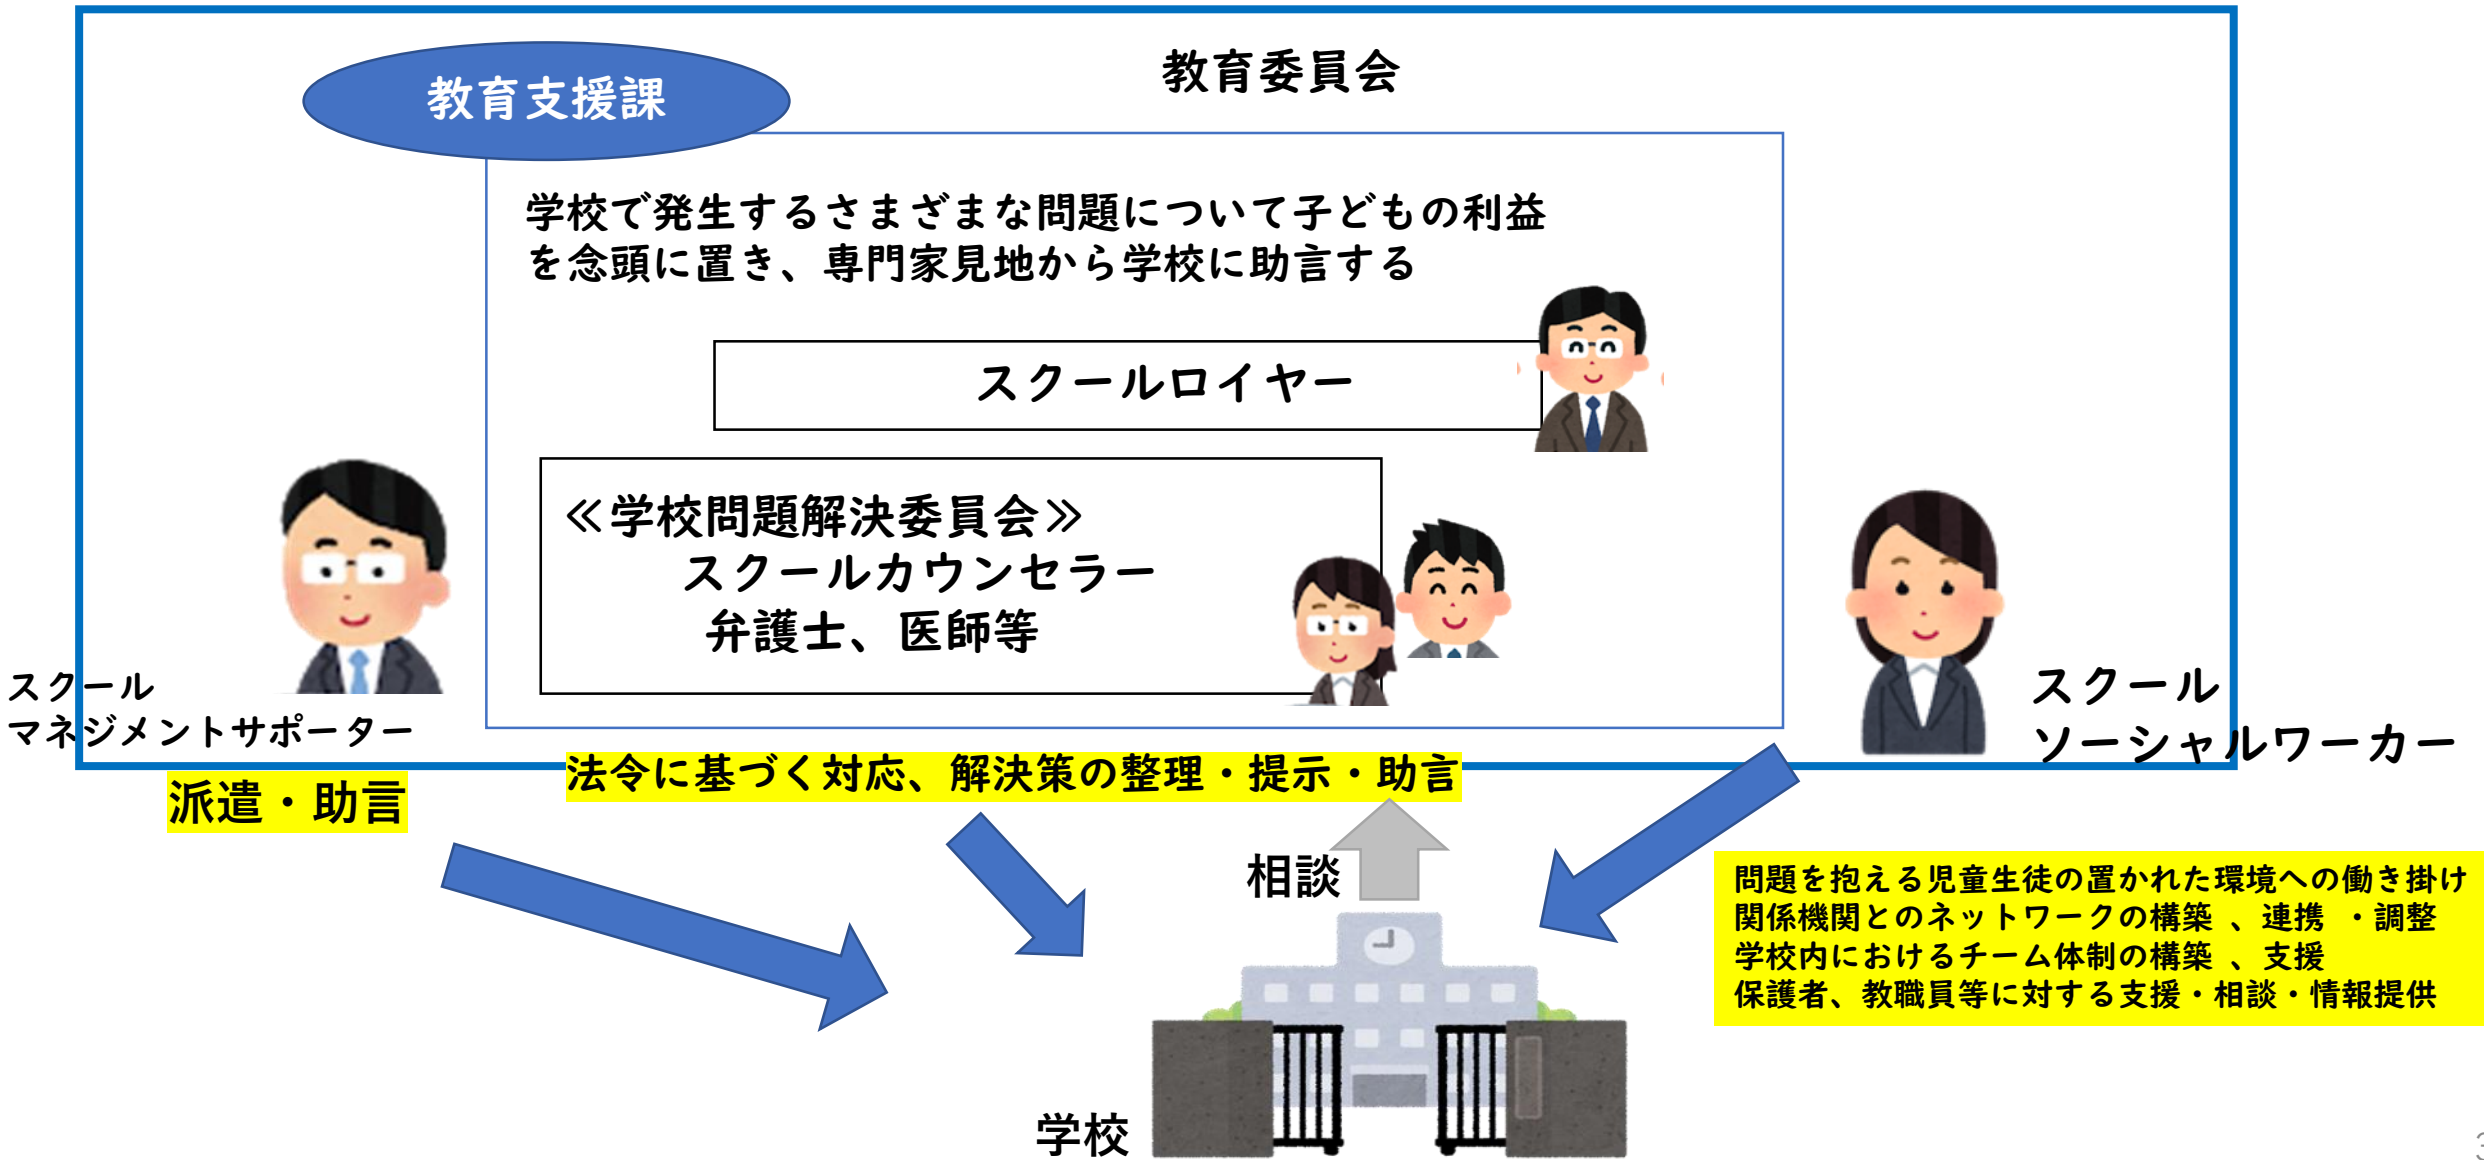 教育委員会
教育支援課
学校で発生するさまざまな問題について子どもの利益
を念頭に置き、専門家見地から学校に助言する
スクールロイヤー
≪学校問題解決委員会≫
スクールカウンセラー
弁護士、医師等
スクール
マネジメントサポーター
スクール
ソーシャルワーカー
派遣・助言
法令に基づく対応、解決策の整理・提示・助言
相談
問題を抱える児童生徒の置かれた環境への働き掛け
関係機関とのネットワークの構築 、連携 ・調整
学校内におけるチーム体制の構築 、支援
保護者、教職員等に対する支援・相談・情報提供
学校